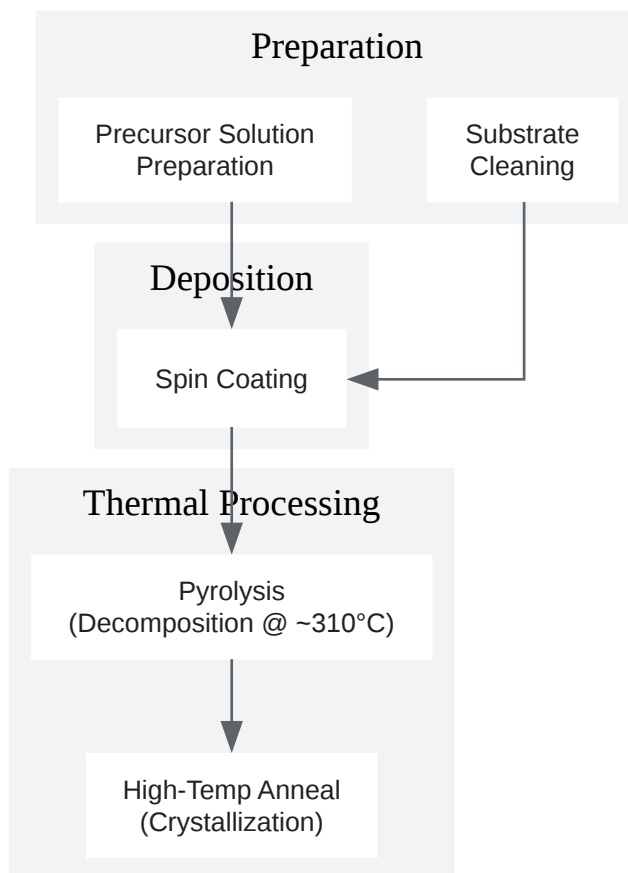 Preparation
Precursor Solution
Preparation
Substrate
Cleaning
Deposition
Spin Coating
Thermal Processing
Pyrolysis
(Decomposition @ ~310°C)
High-Temp Anneal
(Crystallization)